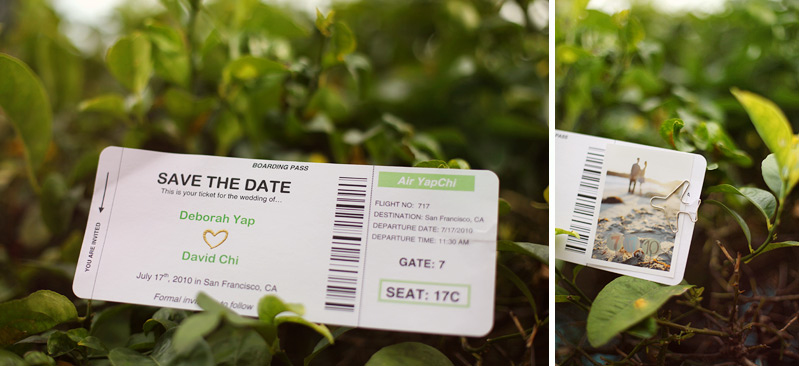 BOARDING PASS
YOU ARE INVITED
SAVE THE DATE
This is your ticket for the wedding of...
Deborah Yap
David Chi
July 17th, 2010 in San Francisco, CA
Formal invitation to follow
Air YapChi
FLIGHT NO: 717
DESTINATION: San Francisco, CA
DEPARTURE DATE: 7/17/2010
DEPARTURE TIME: 11:30 AM
GATE: 7
SEAT: 17C
PASS